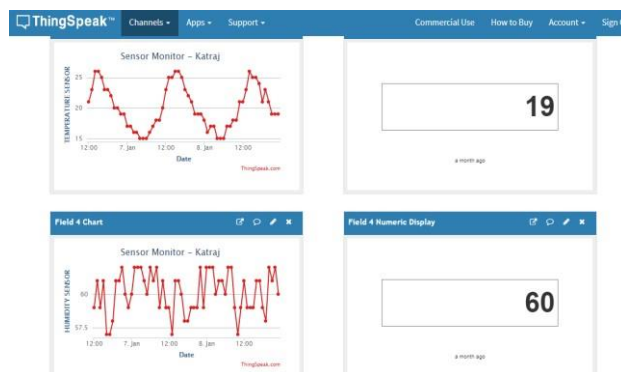 ThingSpeak™ Channels Apps Support Commercial Use How to Buy Account Sign
Sensor Monitor - Katraj
TEMPERATURE SENSOR
25
20
15
12:00 7. Jan 12:00 8. Jan 12:00
Date
ThingSpeak.com
19
a month ago
Field 4 Chart
Sensor Monitor - Katraj
HUMIDITY SENSOR
60
57.5
12:00 7. Jan 12:00 8. Jan 12:00
Date
ThingSpeak.com
Field 4 Numeric Display
60
a month ago